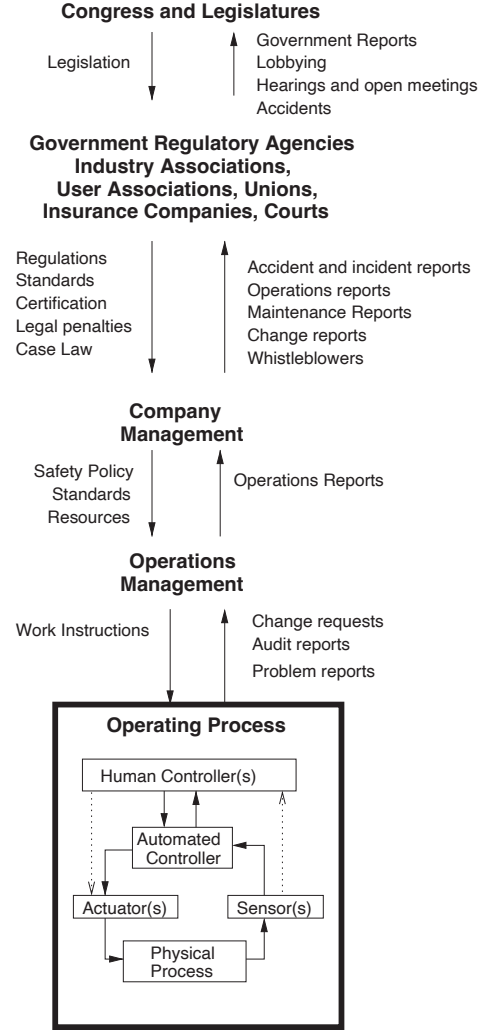 Congress and Legislatures
Legislation
Government Reports
Lobbying
Hearings and open meetings
Accidents
Government Regulatory Agencies
Industry Associations,
User Associations, Unions,
Insurance Companies, Courts
Regulations
Standards
Certification
Legal penalties
Case Law
Accident and incident reports
Operations reports
Maintenance Reports
Change reports
Whistleblowers
Company
Management
Safety Policy
Standards
Resources
Operations Reports
Operations
Management
Work Instructions
Change requests
Audit reports
Problem reports
Operating Process
Human Controller(s)
Automated
Controller
Actuator(s)
Sensor(s)
Physical
Process